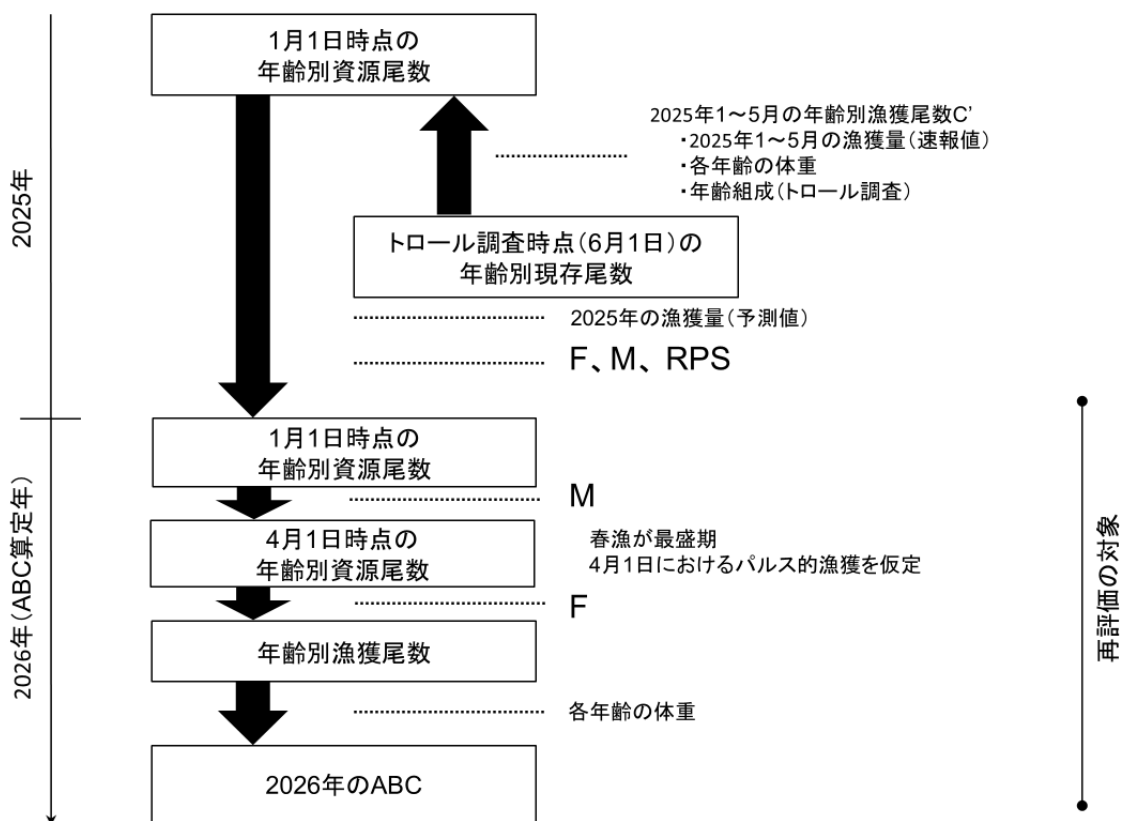 1月1日時点の
年齢別資源尾数
2025年1～5月の年齢別漁獲尾数C'
・2025年1～5月の漁獲量(速報値)
・各年齢の体重
・年齢組成(トロール調査)
2025年
トロール調査時点(6月1日)の
年齢別現存尾数
2025年の漁獲量(予測値)
F、M、RPS
1月1日時点の
年齢別資源尾数
M
4月1日時点の
年齢別資源尾数
春漁が最盛期
4月1日におけるパルス的漁獲を仮定
F
年齢別漁獲尾数
各年齢の体重
2026年のABC
2026年(ABC算定年)
再評価の対象